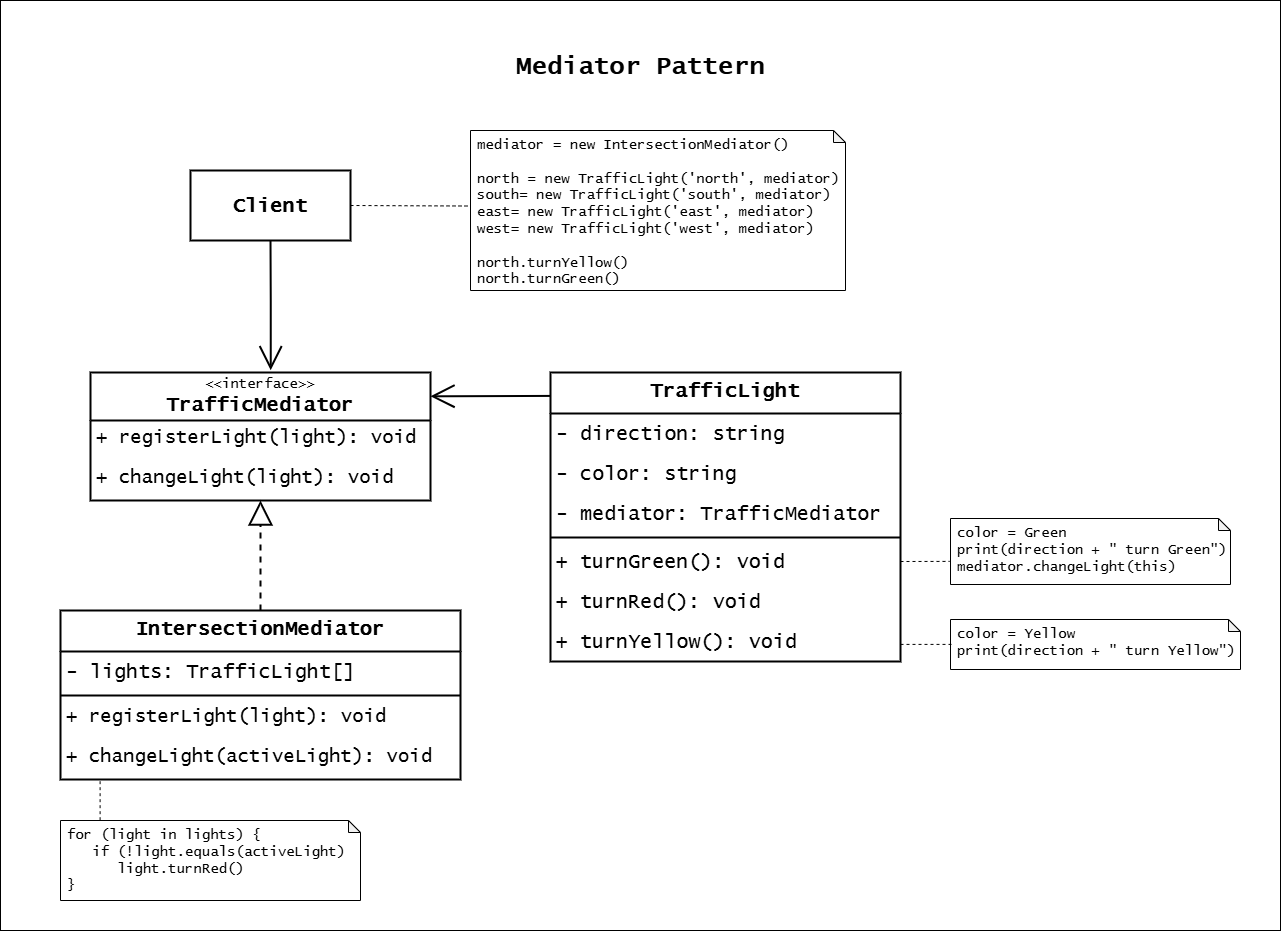 Mediator Pattern
mediator = new IntersectionMediator()
north = new TrafficLight('north', mediator)
south= new TrafficLight('south', mediator)
east= new TrafficLight('east', mediator)
west= new TrafficLight('west', mediator)
north.turnYellow()
north.turnGreen()
Client
<<interface>>
TrafficMediator
+ registerLight(light): void
+ changeLight(light): void
TrafficLight
- direction: string
- color: string
- mediator: TrafficMediator
+ turnGreen(): void
+ turnRed(): void
+ turnYellow(): void
color = Green
print(direction + " turn Green")
mediator.changeLight(this)
color = Yellow
print(direction + " turn Yellow")
IntersectionMediator
- lights: TrafficLight[]
+ registerLight(light): void
+ changeLight(activeLight): void
for (light in lights) {
if (!light.equals(activeLight)
light.turnRed()
}